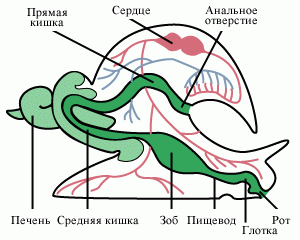 Прямая
кишка
Сердце
Анальное
отверстие
Печень
Средняя кишка
Зоб
Пищевод
Рот
Глотка